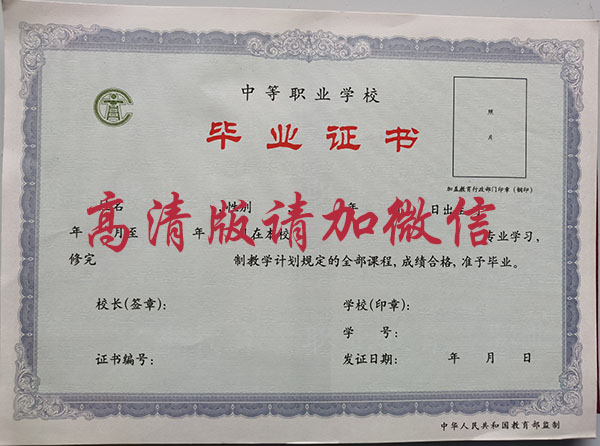 中等职业学校
毕业证书
照
片
加盖教育行政部门印章(钢印)
性别 年 日出
高清版请加微信
年 月至 年 在本校 专业学习,
修完 制教学计划规定的全部课程,成绩合格,准予毕业。
校长(签章): 学校(印章):
学 号:
证书编号: 发证日期: 年 月 日
中华人民共和国教育部监制